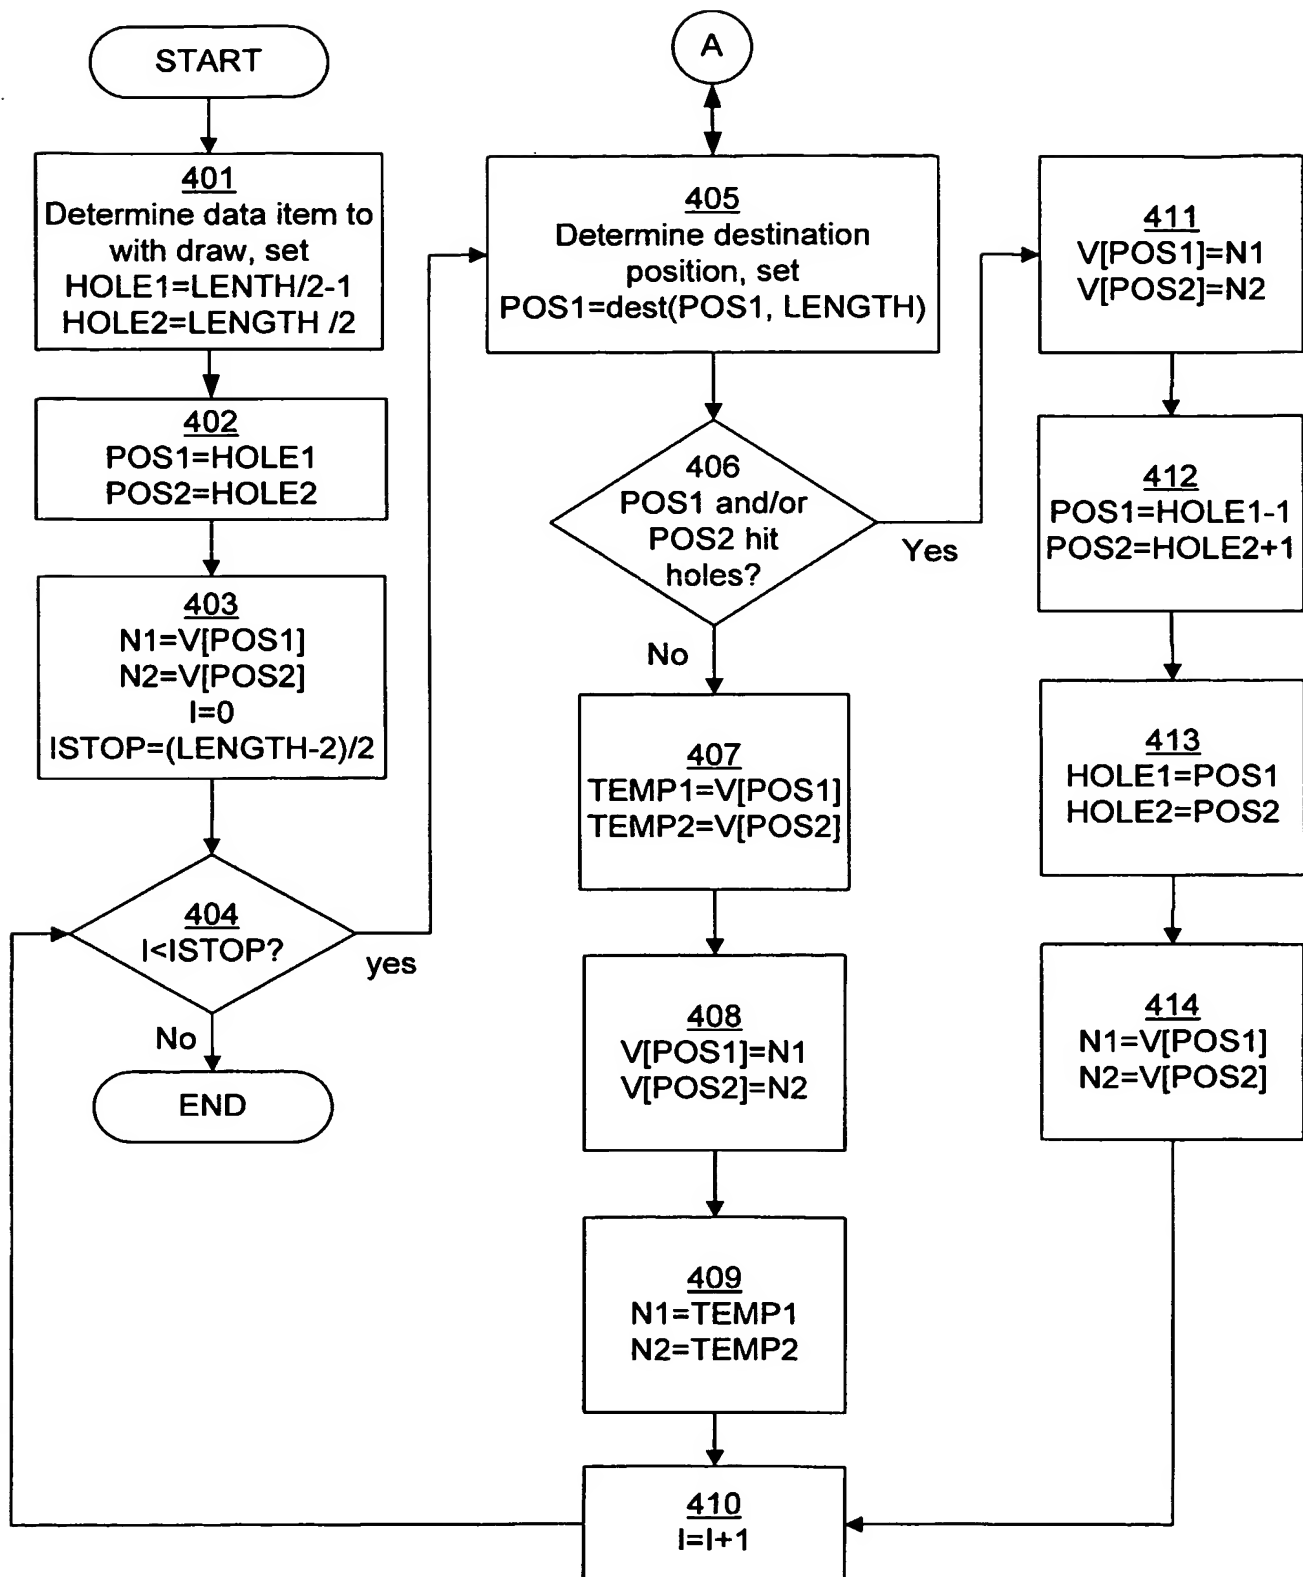 START
401
Determine data item to
with draw, set
HOLE1=LENTH/2-1
HOLE2=LENGTH /2
402
POS1=HOLE1
POS2=HOLE2
403
N1=V[POS1]
N2=V[POS2]
I=0
ISTOP=(LENGTH-2)/2
404
I<ISTOP?
yes
No
END
A
405
Determine destination
position, set
POS1=dest(POS1, LENGTH)
406
POS1 and/or
POS2 hit
holes?
Yes
No
407
TEMP1=V[POS1]
TEMP2=V[POS2]
408
V[POS1]=N1
V[POS2]=N2
409
N1=TEMP1
N2=TEMP2
410
I=I+1
411
V[POS1]=N1
V[POS2]=N2
412
POS1=HOLE1-1
POS2=HOLE2+1
413
HOLE1=POS1
HOLE2=POS2
414
N1=V[POS1]
N2=V[POS2]